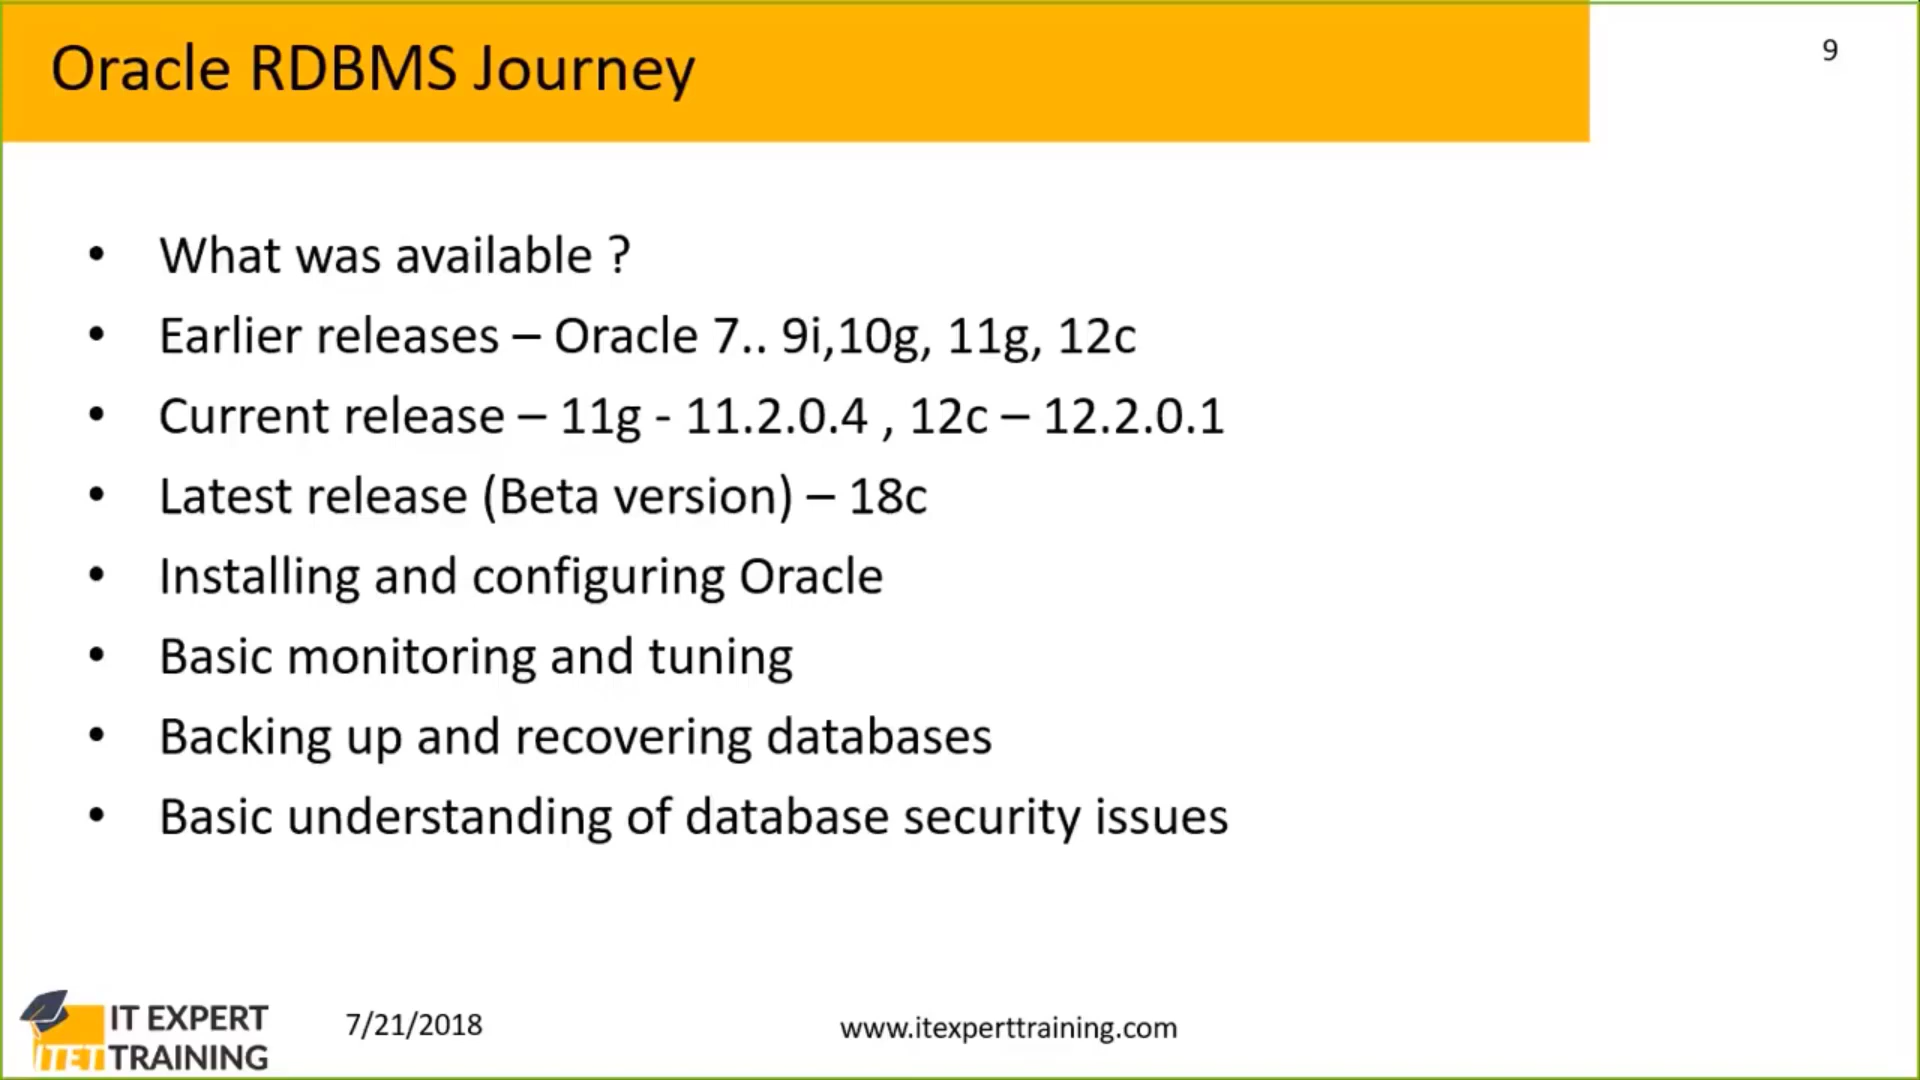 Oracle RDBMS Journey
9
• What was available ?
• Earlier releases – Oracle 7.. 9i,10g, 11g, 12c
• Current release – 11g - 11.2.0.4 , 12c – 12.2.0.1
• Latest release (Beta version) – 18c
• Installing and configuring Oracle
• Basic monitoring and tuning
• Backing up and recovering databases
• Basic understanding of database security issues
IT EXPERT
ITET TRAINING
7/21/2018
www.itexperttraining.com